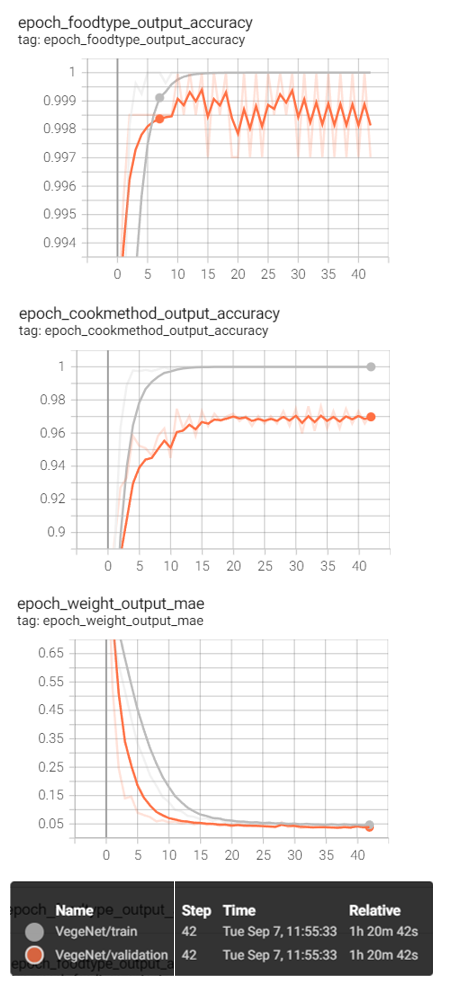 epoch_foodtype_output_accuracy
tag: epoch_foodtype_output_accuracy
1
0.999
0.998
0.997
0.996
0.995
0.994
0 5 10 15 20 25 30 35 40
epoch_cookmethod_output_accuracy
tag: epoch_cookmethod_output_accuracy
1
0.98
0.96
0.94
0.92
0.9
0 5 10 15 20 25 30 35 40
epoch_weight_output_mae
tag: epoch_weight_output_mae
0.65
0.55
0.45
0.35
0.25
0.15
0.05
0 5 10 15 20 25 30 35 40
Name Step Time Relative
VegeNet/train 42 Tue Sep 7, 11:55:33 1h 20m 42s
VegeNet/validation 42 Tue Sep 7, 11:55:33 1h 20m 42s